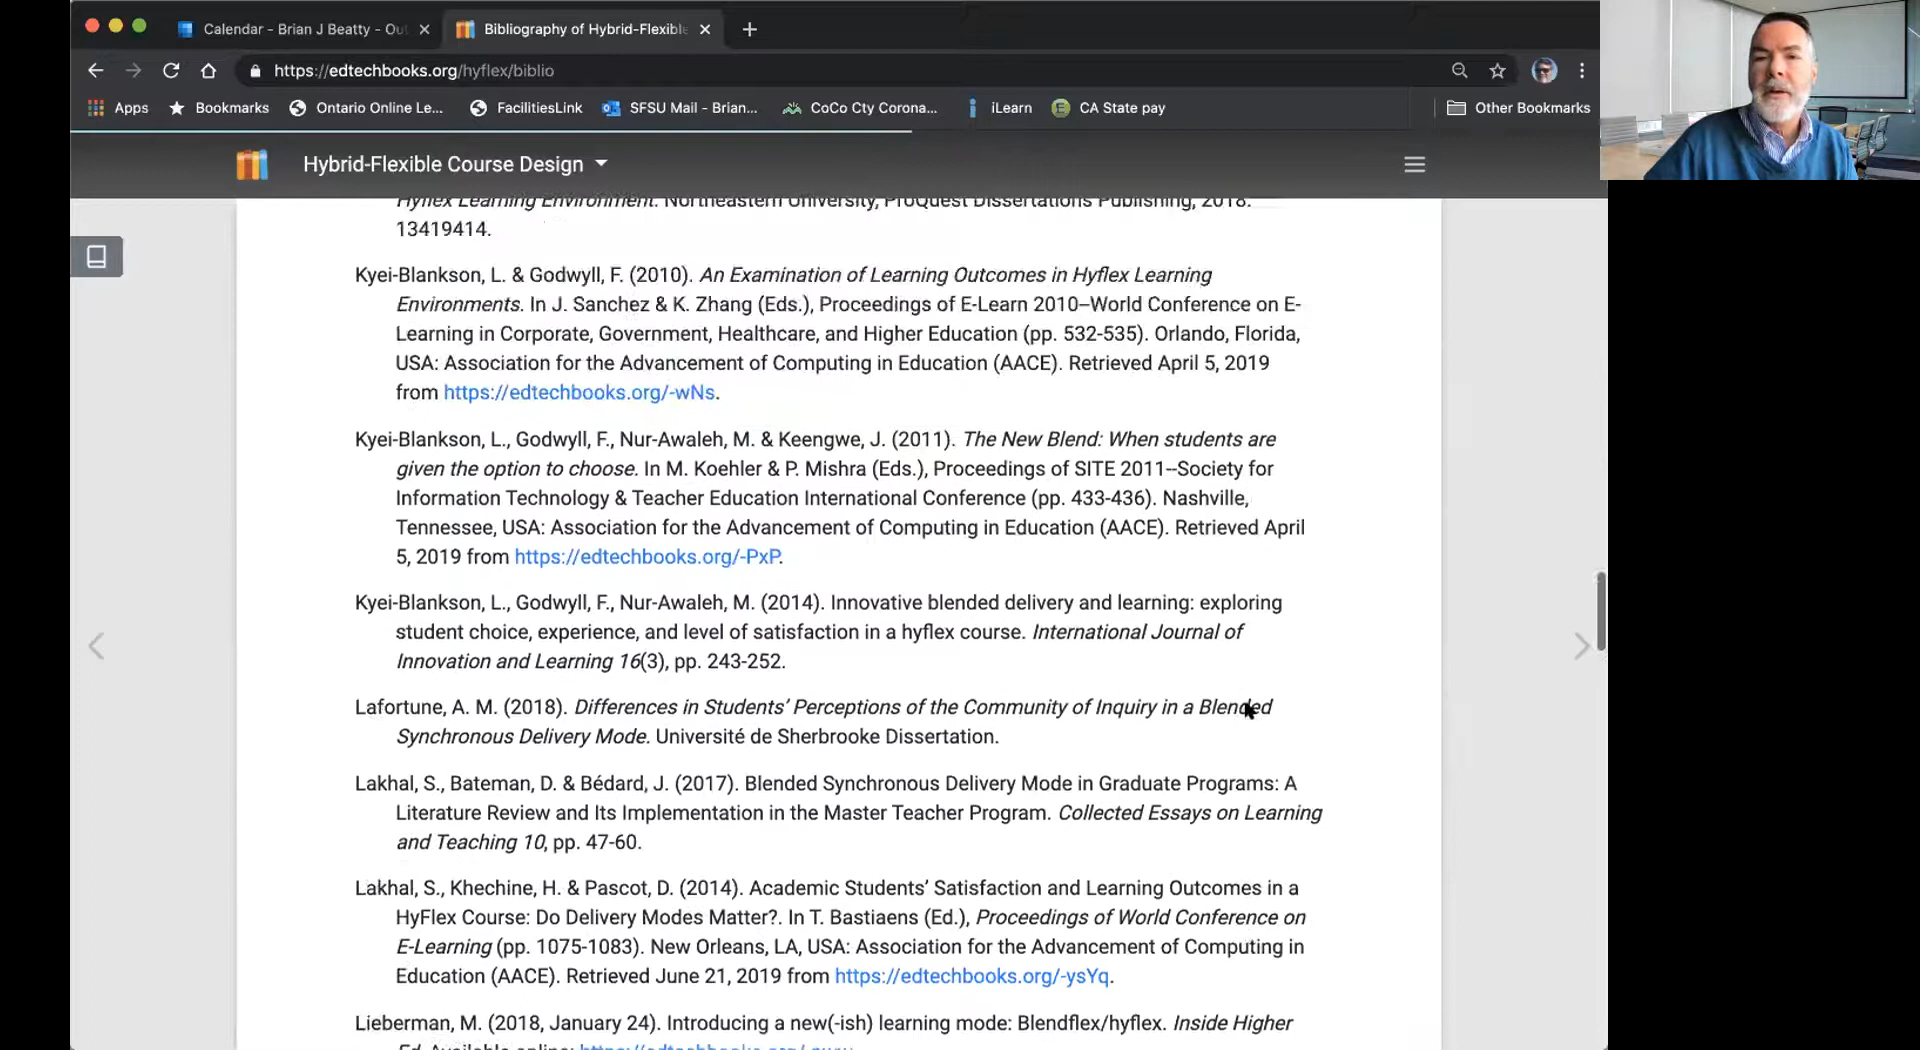 Calendar - Brian J Beatty - Out
Bibliography of Hybrid-Flexible
https://edtechbooks.org/hyflex/biblio
Apps
Bookmarks
Ontario Online Le...
FacilitiesLink
SFSU Mail - Brian...
CoCo Cty Corona...
iLearn
CA State pay
Other Bookmarks
Hybrid-Flexible Course Design
Hyflex Learning Environment. Northeastern University, ProQuest Dissertations Publishing, 2018.
13419414.
Kyei-Blankson, L. & Godwyll, F. (2010). An Examination of Learning Outcomes in Hyflex Learning
Environments. In J. Sanchez & K. Zhang (Eds.), Proceedings of E-Learn 2010–World Conference on E-
Learning in Corporate, Government, Healthcare, and Higher Education (pp. 532-535). Orlando, Florida,
USA: Association for the Advancement of Computing in Education (AACE). Retrieved April 5, 2019
from https://edtechbooks.org/-wNs.
Kyei-Blankson, L., Godwyll, F., Nur-Awaleh, M. & Keengwe, J. (2011). The New Blend: When students are
given the option to choose. In M. Koehler & P. Mishra (Eds.), Proceedings of SITE 2011--Society for
Information Technology & Teacher Education International Conference (pp. 433-436). Nashville,
Tennessee, USA: Association for the Advancement of Computing in Education (AACE). Retrieved April
5, 2019 from https://edtechbooks.org/-PxP.
Kyei-Blankson, L., Godwyll, F., Nur-Awaleh, M. (2014). Innovative blended delivery and learning: exploring
student choice, experience, and level of satisfaction in a hyflex course. International Journal of
Innovation and Learning 16(3), pp. 243-252.
Lafortune, A. M. (2018). Differences in Students’ Perceptions of the Community of Inquiry in a Blended
Synchronous Delivery Mode. Université de Sherbrooke Dissertation.
Lakhal, S., Bateman, D. & Bédard, J. (2017). Blended Synchronous Delivery Mode in Graduate Programs: A
Literature Review and Its Implementation in the Master Teacher Program. Collected Essays on Learning
and Teaching 10, pp. 47-60.
Lakhal, S., Khechine, H. & Pascot, D. (2014). Academic Students’ Satisfaction and Learning Outcomes in a
HyFlex Course: Do Delivery Modes Matter?. In T. Bastiaens (Ed.), Proceedings of World Conference on
E-Learning (pp. 1075-1083). New Orleans, LA, USA: Association for the Advancement of Computing in
Education (AACE). Retrieved June 21, 2019 from https://edtechbooks.org/-ysYq.
Lieberman, M. (2018, January 24). Introducing a new(-ish) learning mode: Blendflex/hyflex. Inside Higher
Ed. Available online: